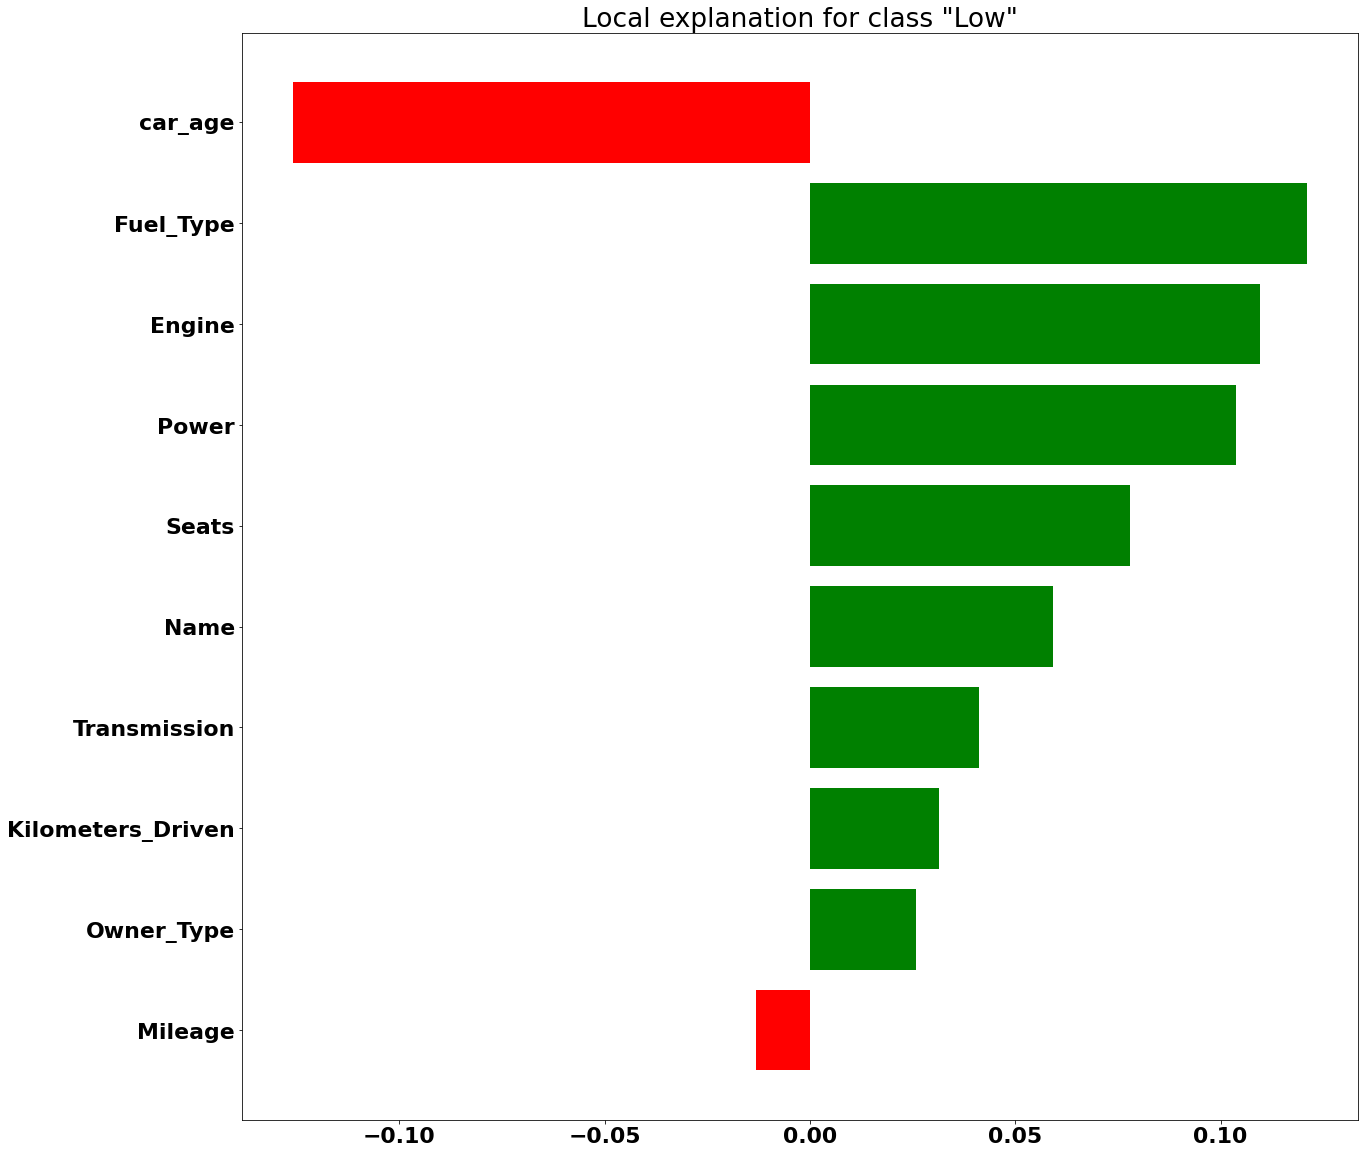 Local explanation for class "Low"
car_age
Fuel_Type
Engine
Power
Seats
Name
Transmission
Kilometers_Driven
Owner_Type
Mileage
−0.10 −0.05 0.00 0.05 0.10